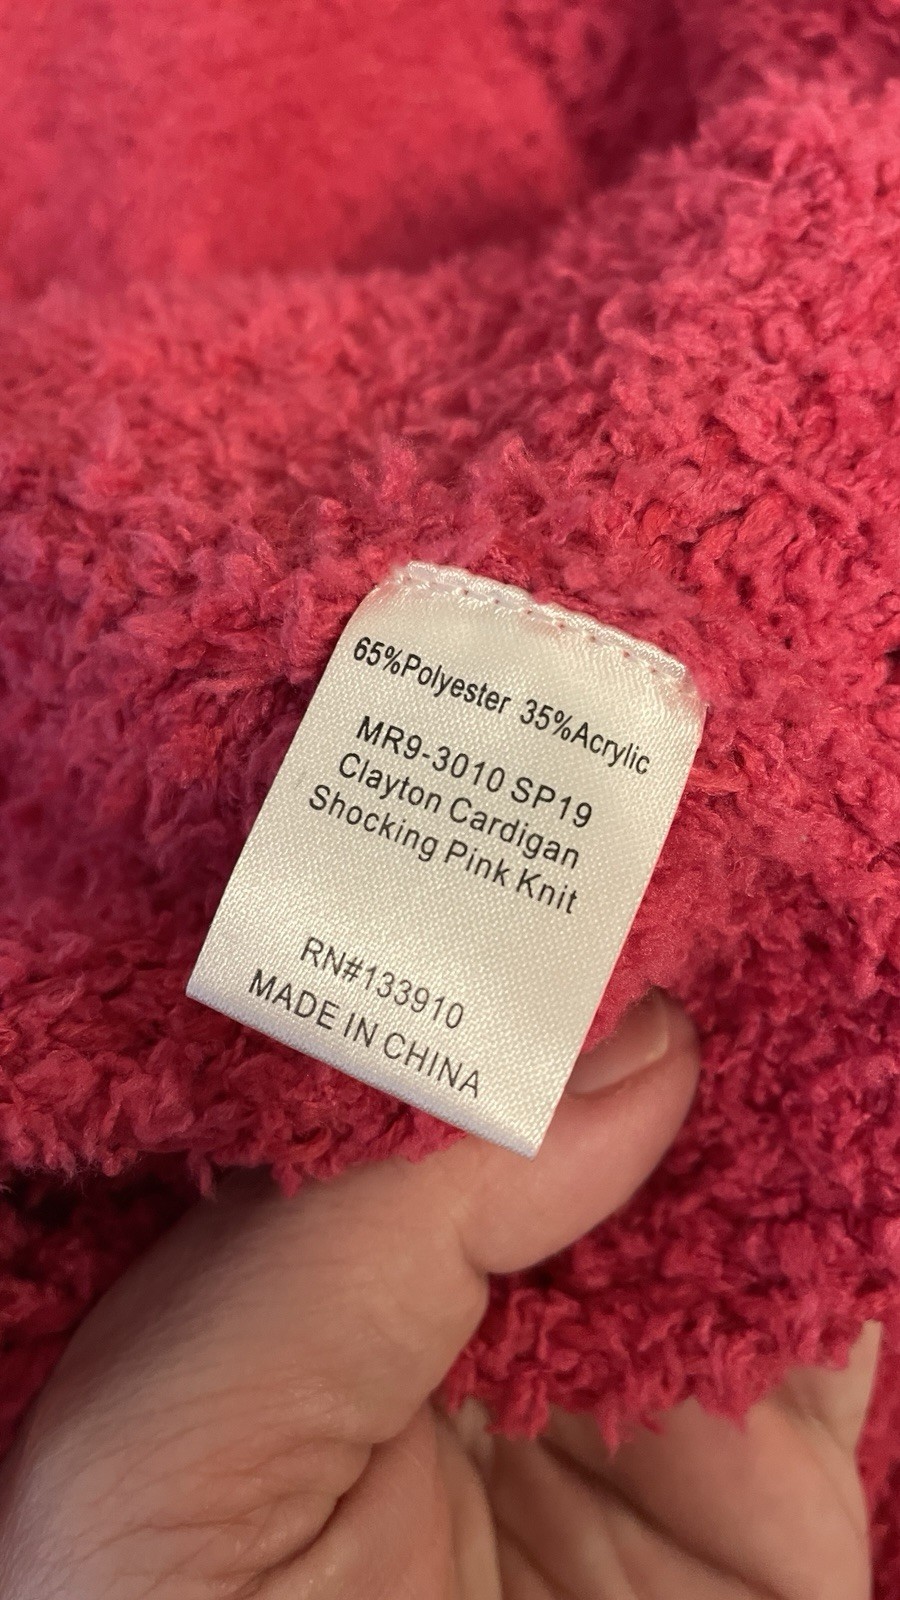 65%Polyester 35%Acrylic
MR9-3010 SP19
Clayton Cardigan
Shocking Pink Knit
RN#133910
MADE IN CHINA